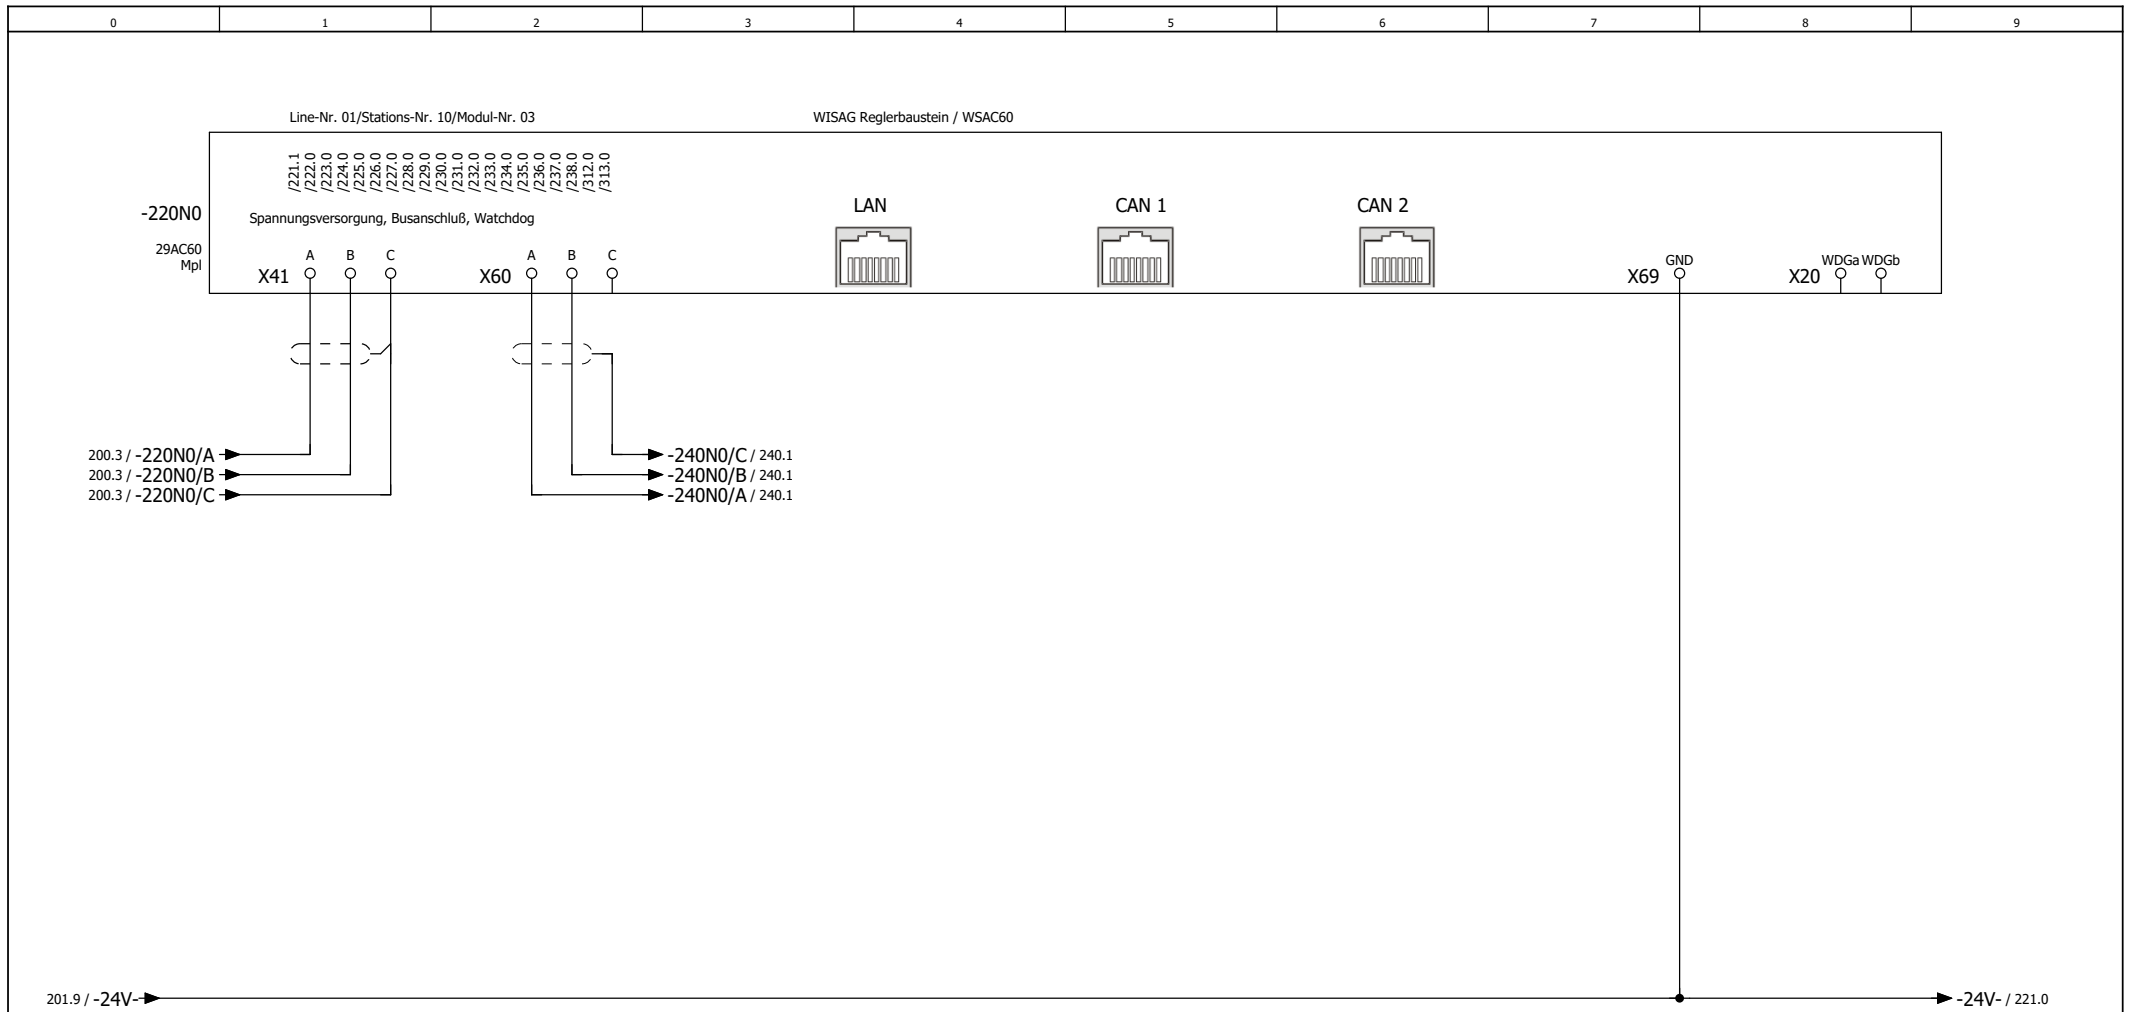 0 1 2 3 4 5 6 7 8 9
Line-Nr. 01/Stations-Nr. 10/Modul-Nr. 03
WISAG Reglerbaustein / WSAC60
/221.1
/222.0
/223.0
/224.0
/225.0
/226.0
/227.0
/228.0
/229.0
/230.0
/231.0
/232.0
/233.0
/234.0
/235.0
/236.0
/237.0
/238.0
/312.0
/313.0
-220N0
Spannungsversorgung, Busanschluß, Watchdog
LAN
CAN 1
CAN 2
29AC60
Mpl
X41 A B C
X60 A B C
X69 GND
X20 WDGa WDGb
200.3 / -220N0/A
200.3 / -220N0/B
200.3 / -220N0/C
-240N0/C / 240.1
-240N0/B / 240.1
-240N0/A / 240.1
201.9 / -24V-
-24V- / 221.0